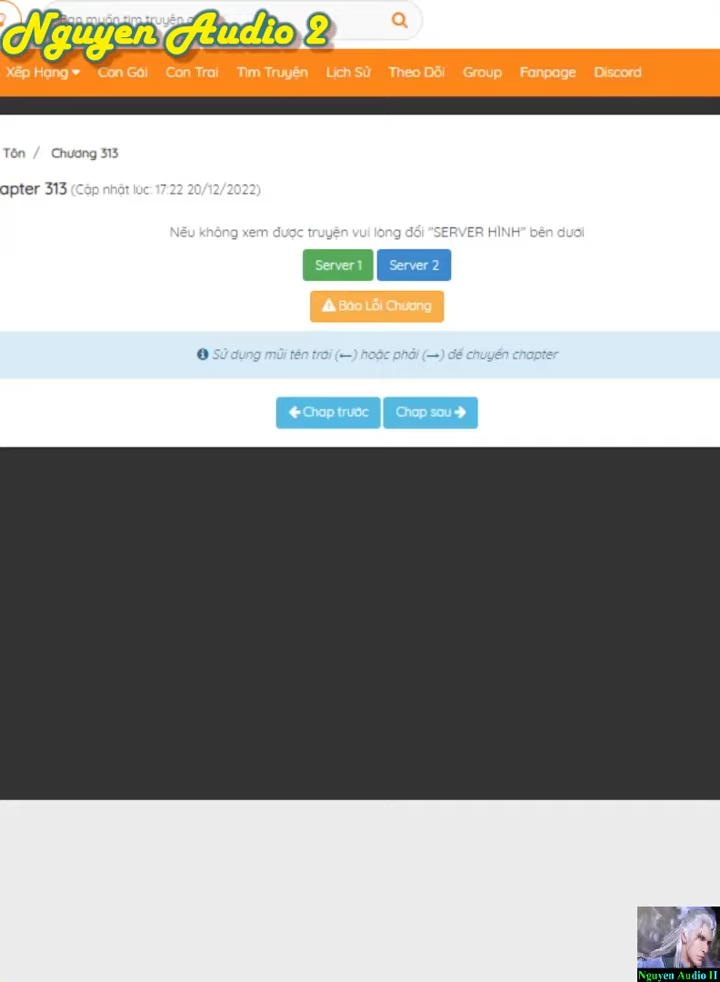 Nguyen Audio 2
Xếp Hạng Con Gái Con Trai Tìm Truyện Lịch Sử Theo Dõi Group Fanpage Discord
Tôn / Chương 313
apter 313 (Cập nhật lúc: 17:22 20/12/2022)
Nếu không xem được truyện vui lòng đổi "SERVER HÌNH" bên dưới
Server 1 Server 2
Báo Lỗi Chương
Sử dụng mũi tên trái (←) hoặc phải (→) để chuyển chapter
Chap trước Chap sau
Nguyen Audio II